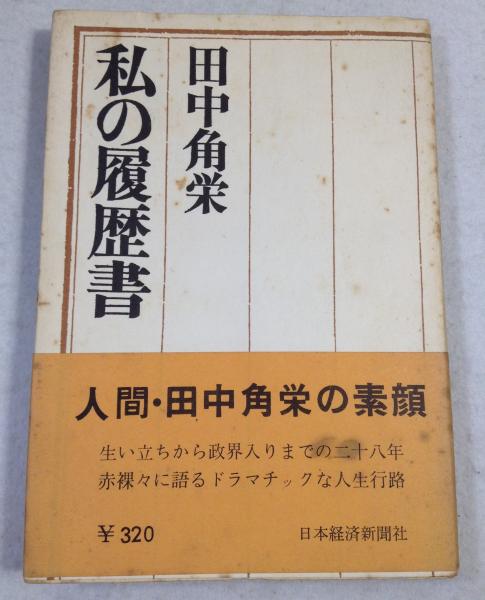 田中角栄
私の履歴書
人間・田中角栄の素顔
生い立ちから政界入りまでの二十八年
赤裸々に語るドラマチックな人生行路
¥320
日本経済新聞社